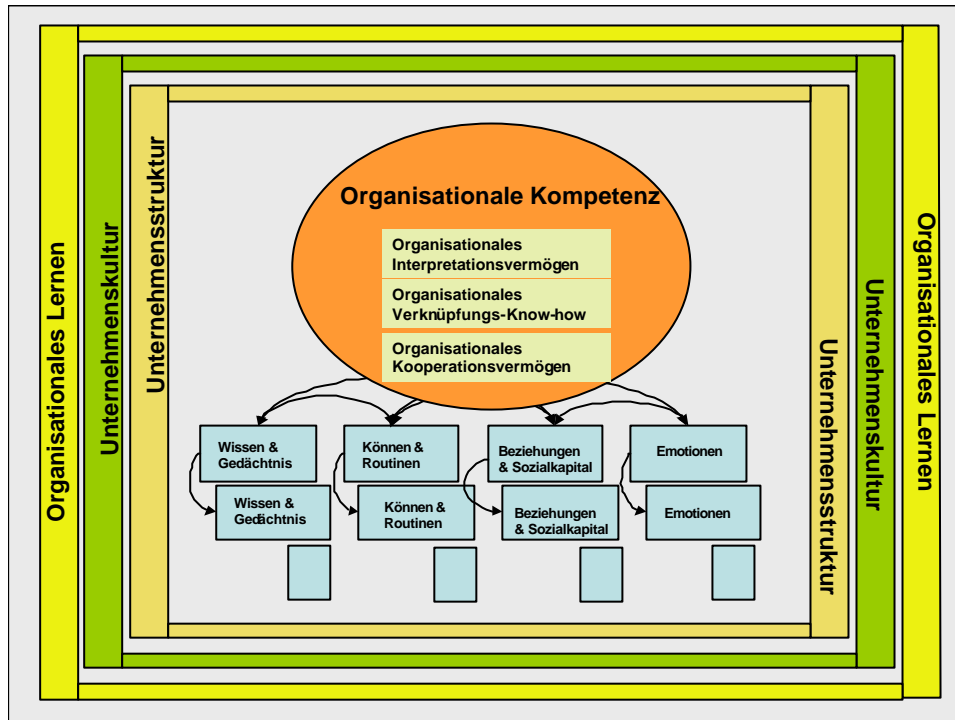 Organisationales Lernen
Unternehmenskultur
Unternehmensstruktur
Organisationale Kompetenz
Organisationales
Interpretationsvermögen
Organisationales
Verknüpfungs-Know-how
Organisationales
Kooperationsvermögen
Wissen &
Gedächtnis
Können &
Routinen
Beziehungen
& Sozialkapital
Emotionen
Wissen &
Gedächtnis
Können &
Routinen
Beziehungen
& Sozialkapital
Emotionen
Unternehmensstruktur
Unternehmenskultur
Organisationales Lernen